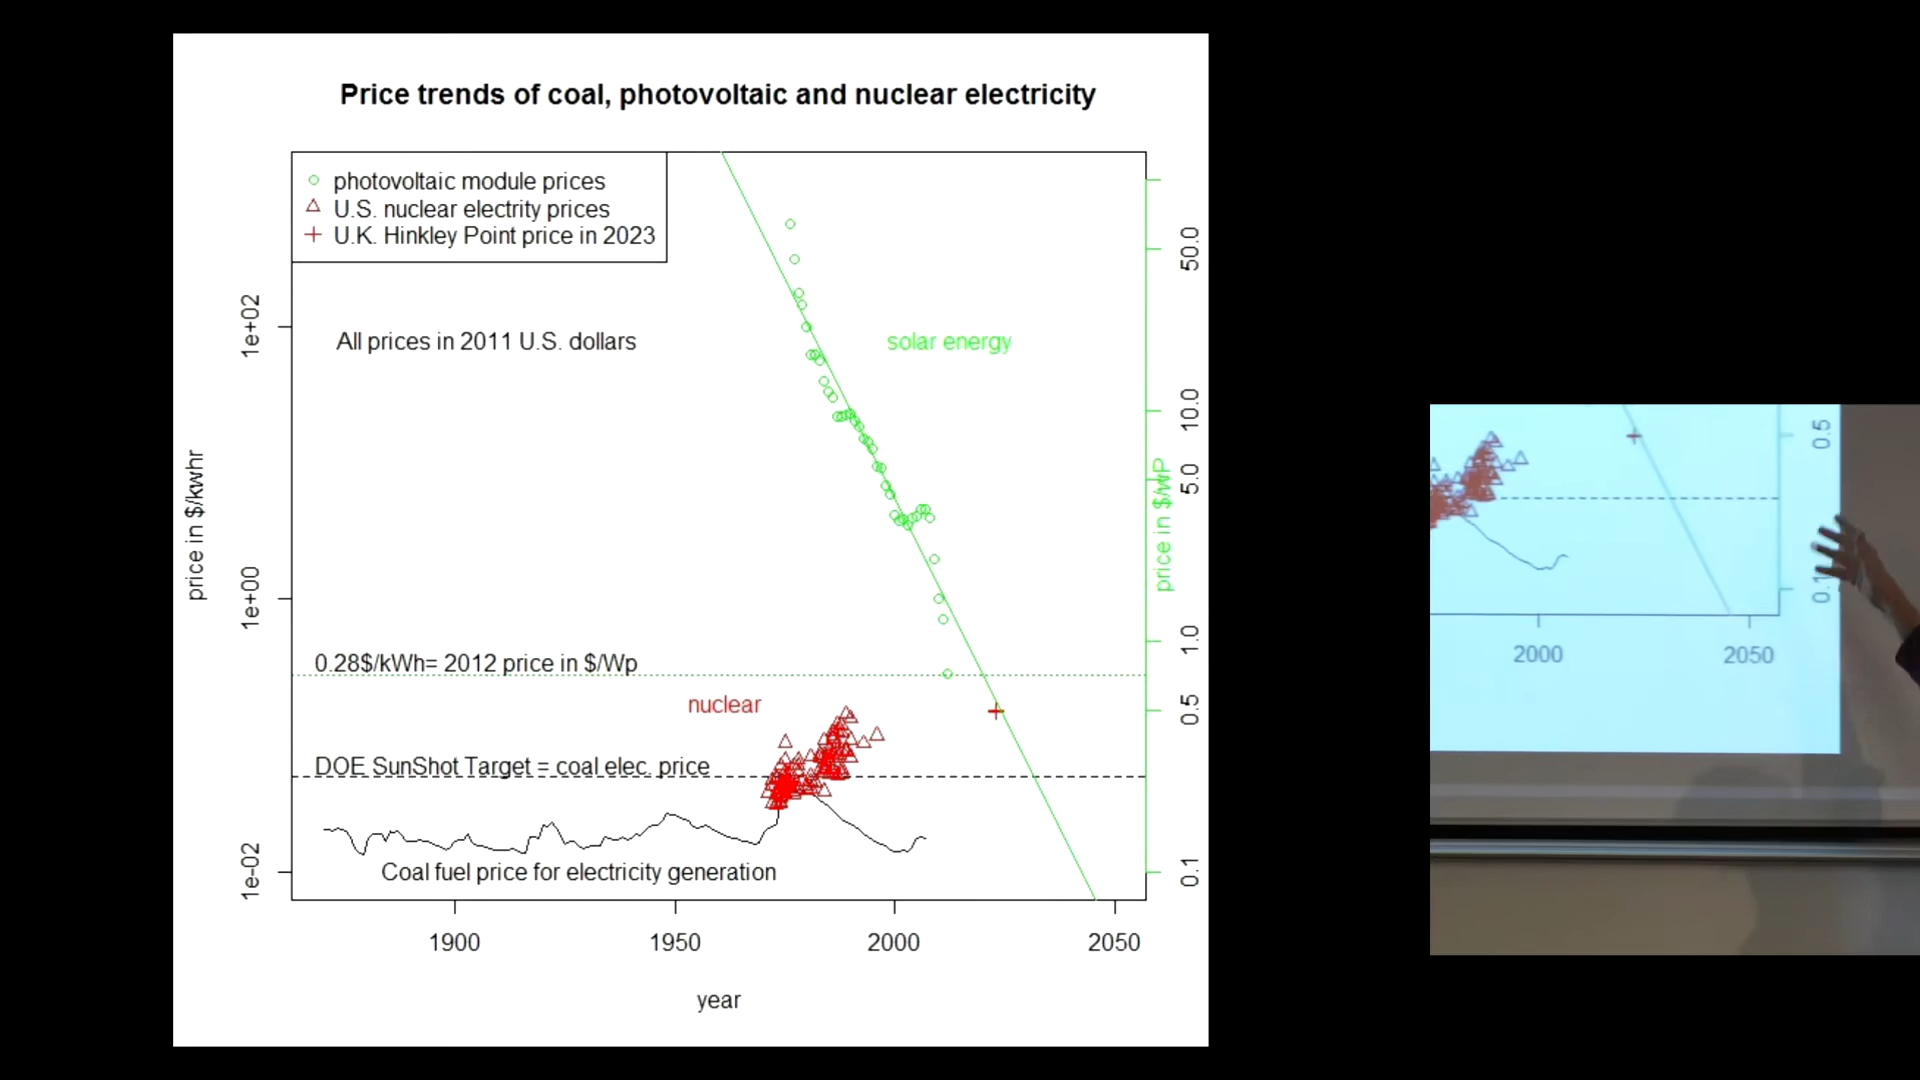 Price trends of coal, photovoltaic and nuclear electricity
photovoltaic module prices
U.S. nuclear electrity prices
U.K. Hinkley Point price in 2023
All prices in 2011 U.S. dollars
solar energy
0.28$/kWh= 2012 price in $/Wp
nuclear
DOE SunShot Target = coal elec. price
Coal fuel price for electricity generation
price in $/kwhr
1e+02
1e+00
1e-02
50.0
10.0
5.0
1.0
0.5
0.1
price in $/wP
1900
1950
2000
2050
year
0.5
0.1
2000
2050